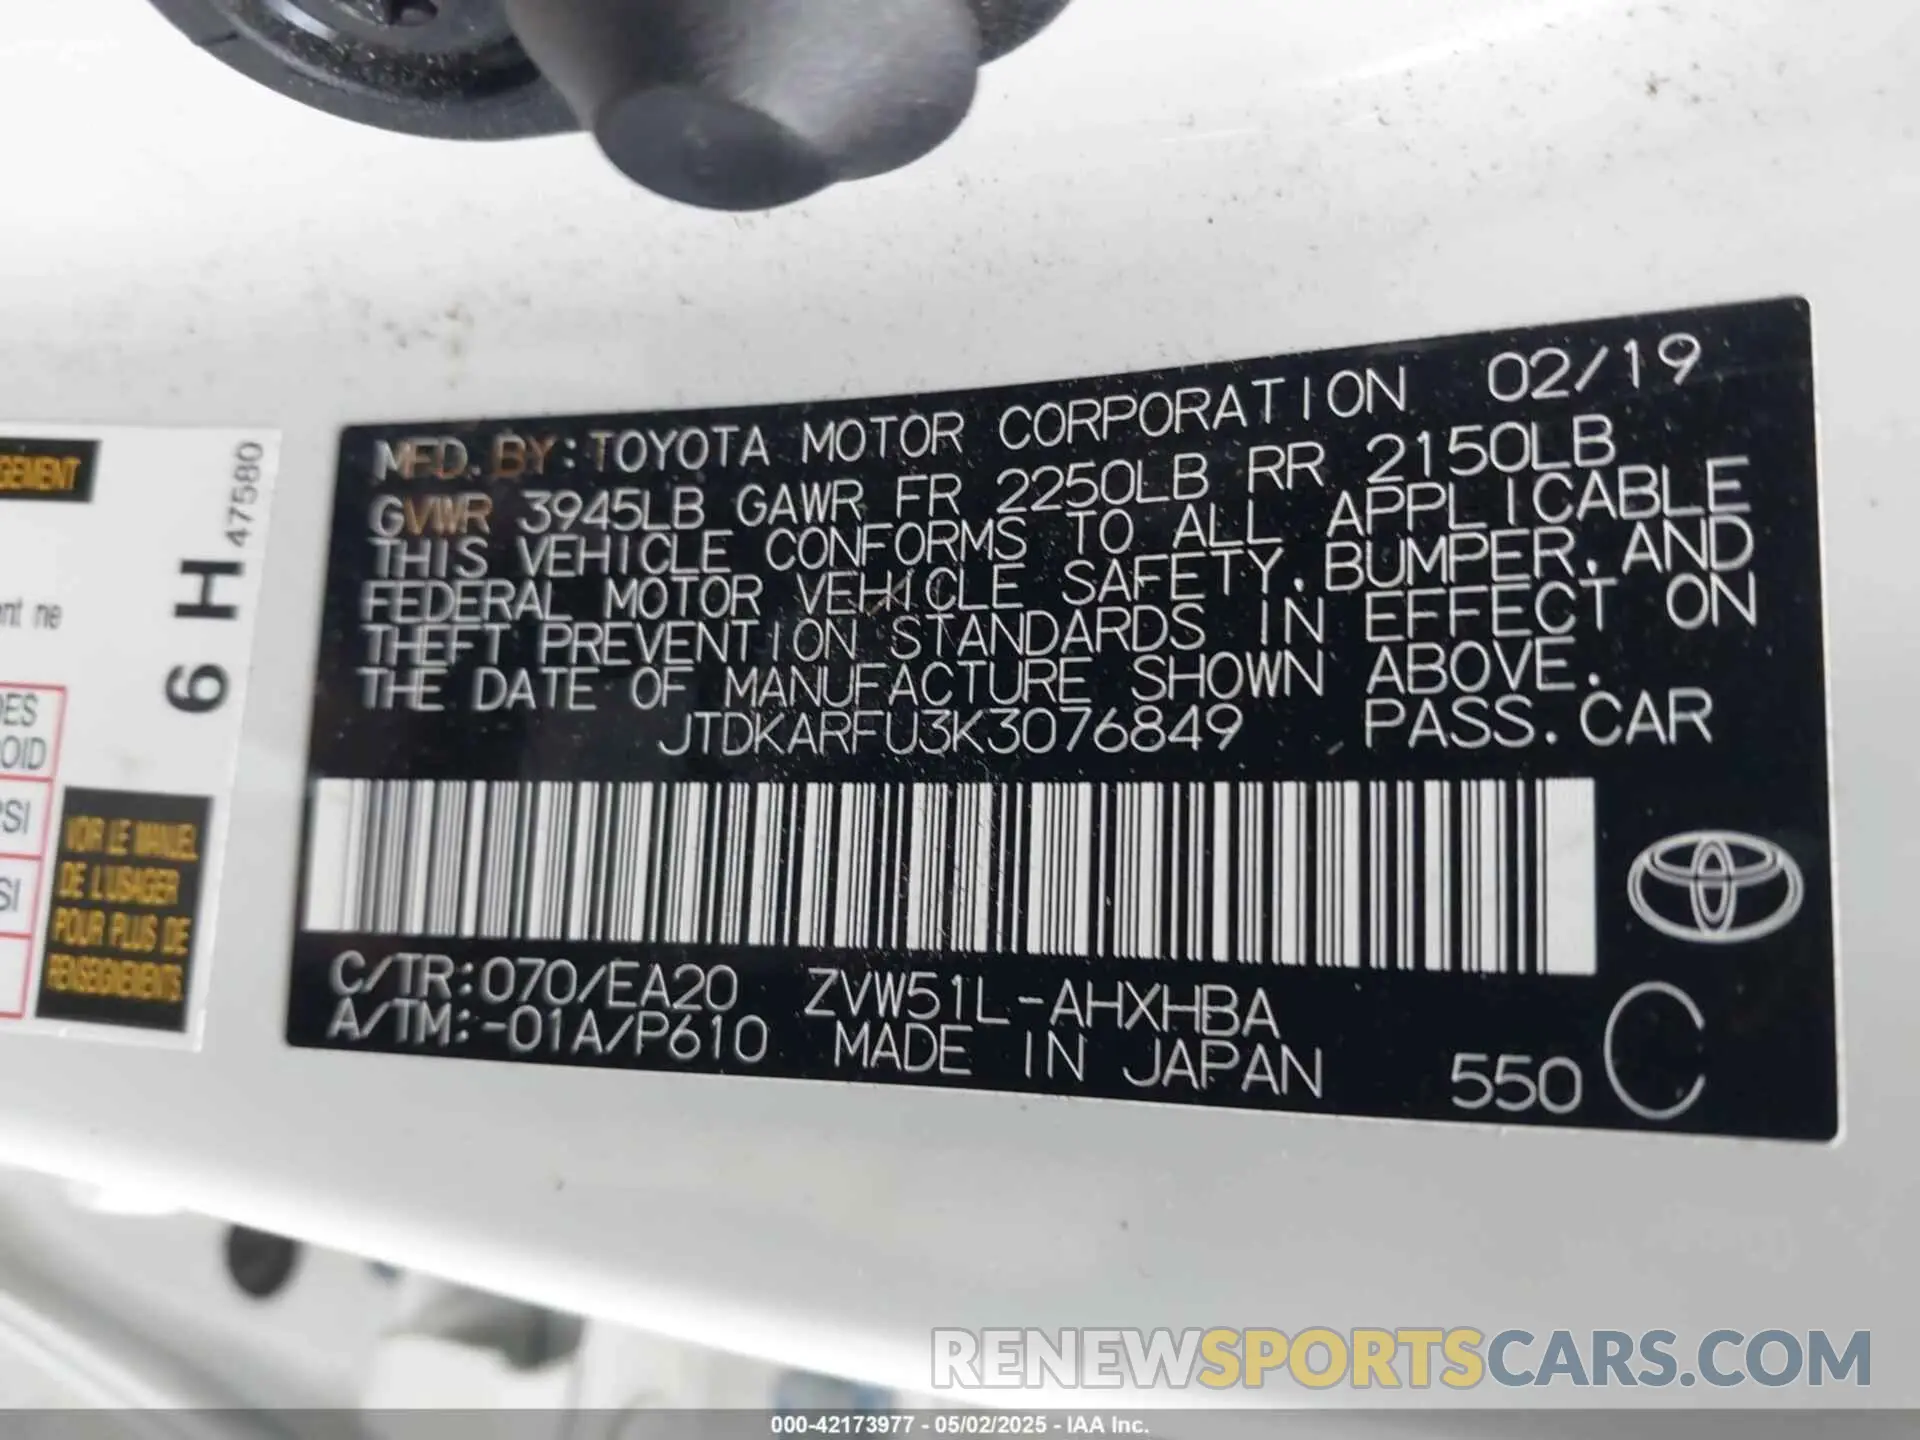 MFD. BY:TOYOTA MOTOR CORPORATION 02/19
GVWR 3945LB GAWR FR 2250LB RR 2150LB
THIS VEHICLE CONFORMS TO ALL APPLICABLE
FEDERAL MOTOR VEHICLE SAFETY, BUMPER, AND
THEFT PREVENTION STANDARDS IN EFFECT ON
THE DATE OF MANUFACTURE SHOWN ABOVE.
JTDKARFU3K3076849 PASS. CAR
C/TR:070/EA20 ZVW51L-AHXHBA
A/TM:-01A/P610 MADE IN JAPAN 550 C
6 H 47580
ne
PSI
VOIR LE MANUEL
DE L'USAGER
POUR PLUS DE
RENSEIGNEMENTS
RENEWSPORTSCARS.COM
000-42173977 - 05/02/2025 - IAA Inc.